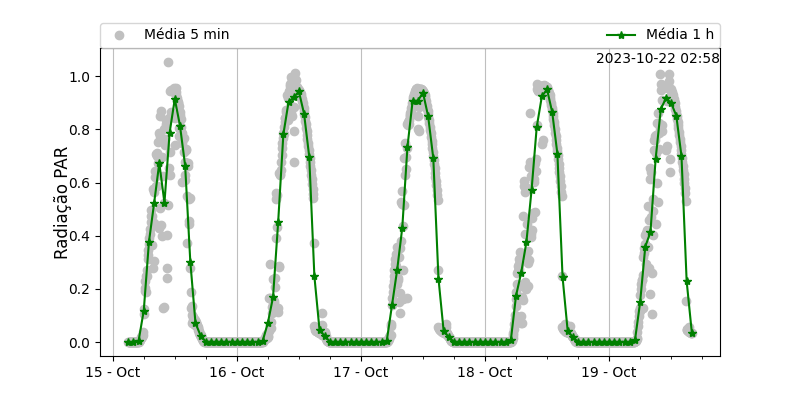 Média 5 min
Média 1 h
2023-10-22 02:58
Radiação PAR
1.0
0.8
0.6
0.4
0.2
0.0
15 - Oct
16 - Oct
17 - Oct
18 - Oct
19 - Oct